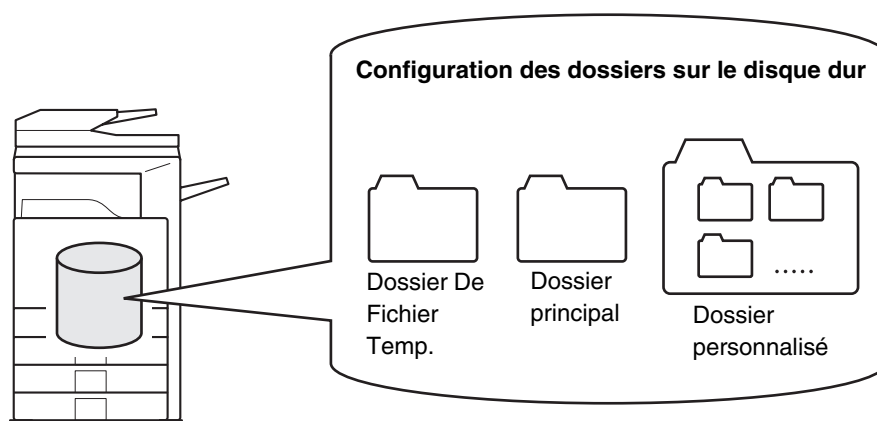 Configuration des dossiers sur le disque dur
Dossier De
Fichier
Temp.
Dossier
principal
.....
Dossier
personnalisé